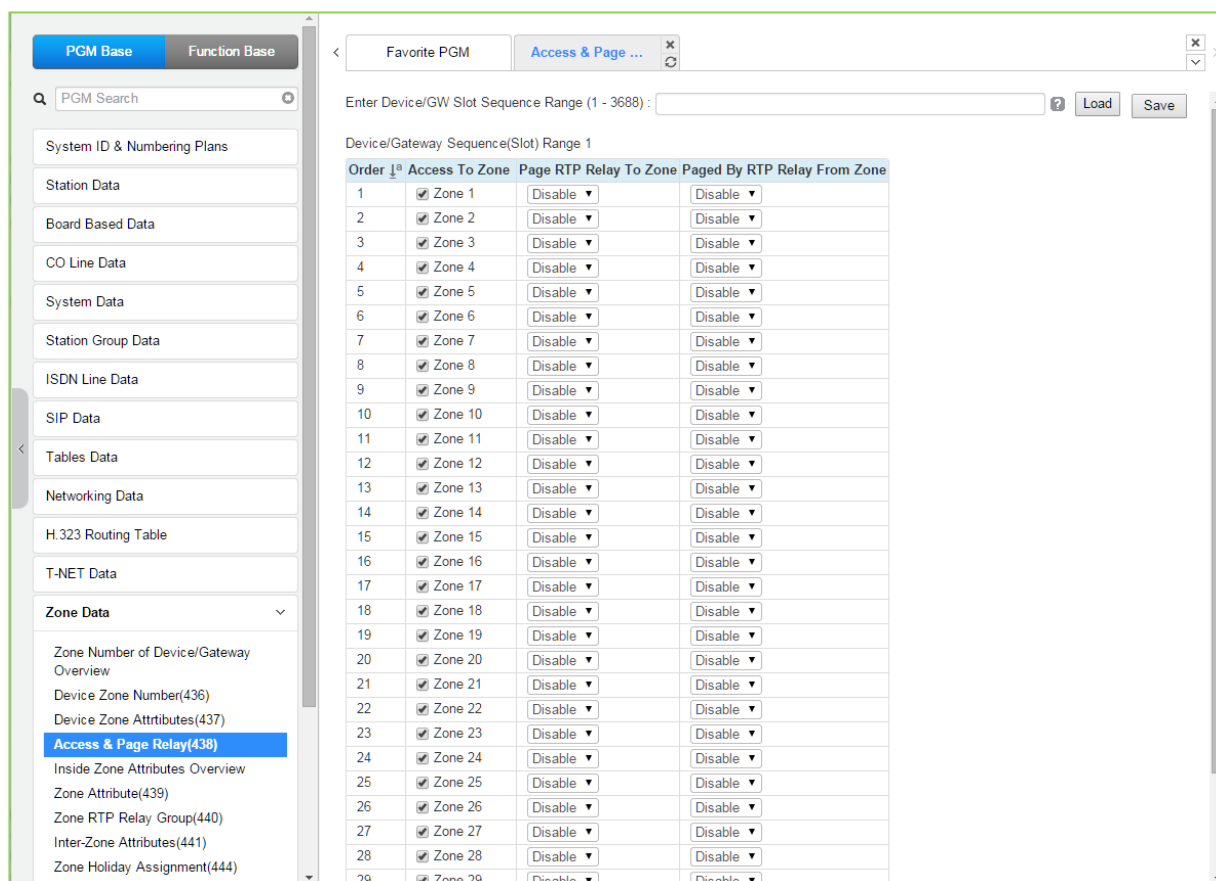 PGM Base Function Base
PGM Search
System ID & Numbering Plans
Station Data
Board Based Data
CO Line Data
System Data
Station Group Data
ISDN Line Data
SIP Data
Tables Data
Networking Data
H.323 Routing Table
T-NET Data
Zone Data
Zone Number of Device/Gateway
Overview
Device Zone Number(436)
Device Zone Attrtibutes(437)
Access & Page Relay(438)
Inside Zone Attributes Overview
Zone Attribute(439)
Zone RTP Relay Group(440)
Inter-Zone Attributes(441)
Zone Holiday Assignment(444)
Favorite PGM Access & Page ...
Enter Device/GW Slot Sequence Range (1 - 3688) : Load Save
Device/Gateway Sequence(Slot) Range 1
Order Access To Zone Page RTP Relay To Zone Paged By RTP Relay From Zone
1 Zone 1 Disable Disable
2 Zone 2 Disable Disable
3 Zone 3 Disable Disable
4 Zone 4 Disable Disable
5 Zone 5 Disable Disable
6 Zone 6 Disable Disable
7 Zone 7 Disable Disable
8 Zone 8 Disable Disable
9 Zone 9 Disable Disable
10 Zone 10 Disable Disable
11 Zone 11 Disable Disable
12 Zone 12 Disable Disable
13 Zone 13 Disable Disable
14 Zone 14 Disable Disable
15 Zone 15 Disable Disable
16 Zone 16 Disable Disable
17 Zone 17 Disable Disable
18 Zone 18 Disable Disable
19 Zone 19 Disable Disable
20 Zone 20 Disable Disable
21 Zone 21 Disable Disable
22 Zone 22 Disable Disable
23 Zone 23 Disable Disable
24 Zone 24 Disable Disable
25 Zone 25 Disable Disable
26 Zone 26 Disable Disable
27 Zone 27 Disable Disable
28 Zone 28 Disable Disable
29 Zone 29 Disable Disable